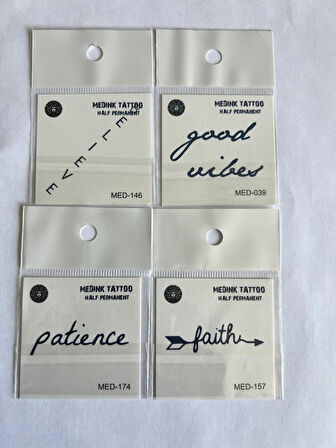 MEDINK TATTOO
HALF PERMANENT
BELIEVE
MED-146
MEDINK TATTOO
HALF PERMANENT
good
vibes
MED-039
MEDINK TATTOO
HALF PERMANENT
patience
MED-174
MEDINK TATTOO
HALF PERMANENT
faith
MED-157